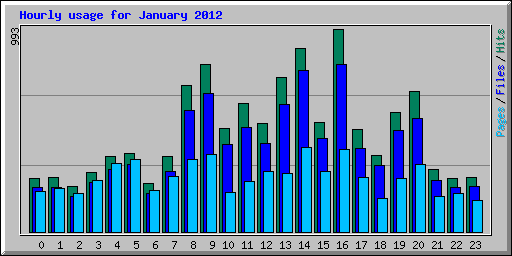 Hourly usage for January 2012
993
Pages/Files/Hits
0 1 2 3 4 5 6 7 8 9 10 11 12 13 14 15 16 17 18 19 20 21 22 23